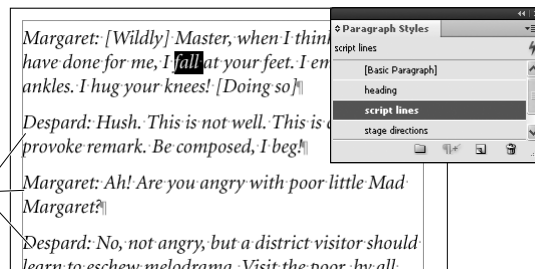 Margaret: [Wildly] Master, when I think
have done for me, I fall at your feet. I em
ankles. I hug your knees! [Doing so]¶
Despard: Hush. This is not well. This is
provoke remark. Be composed, I beg!¶
Margaret: Ah! Are you angry with poor little Mad
Margaret?¶
Despard: No, not angry, but a district visitor should
learn to eschew melodrama. Visit the poor, by all
Paragraph Styles
script lines
[Basic Paragraph]
heading
script lines
stage directions